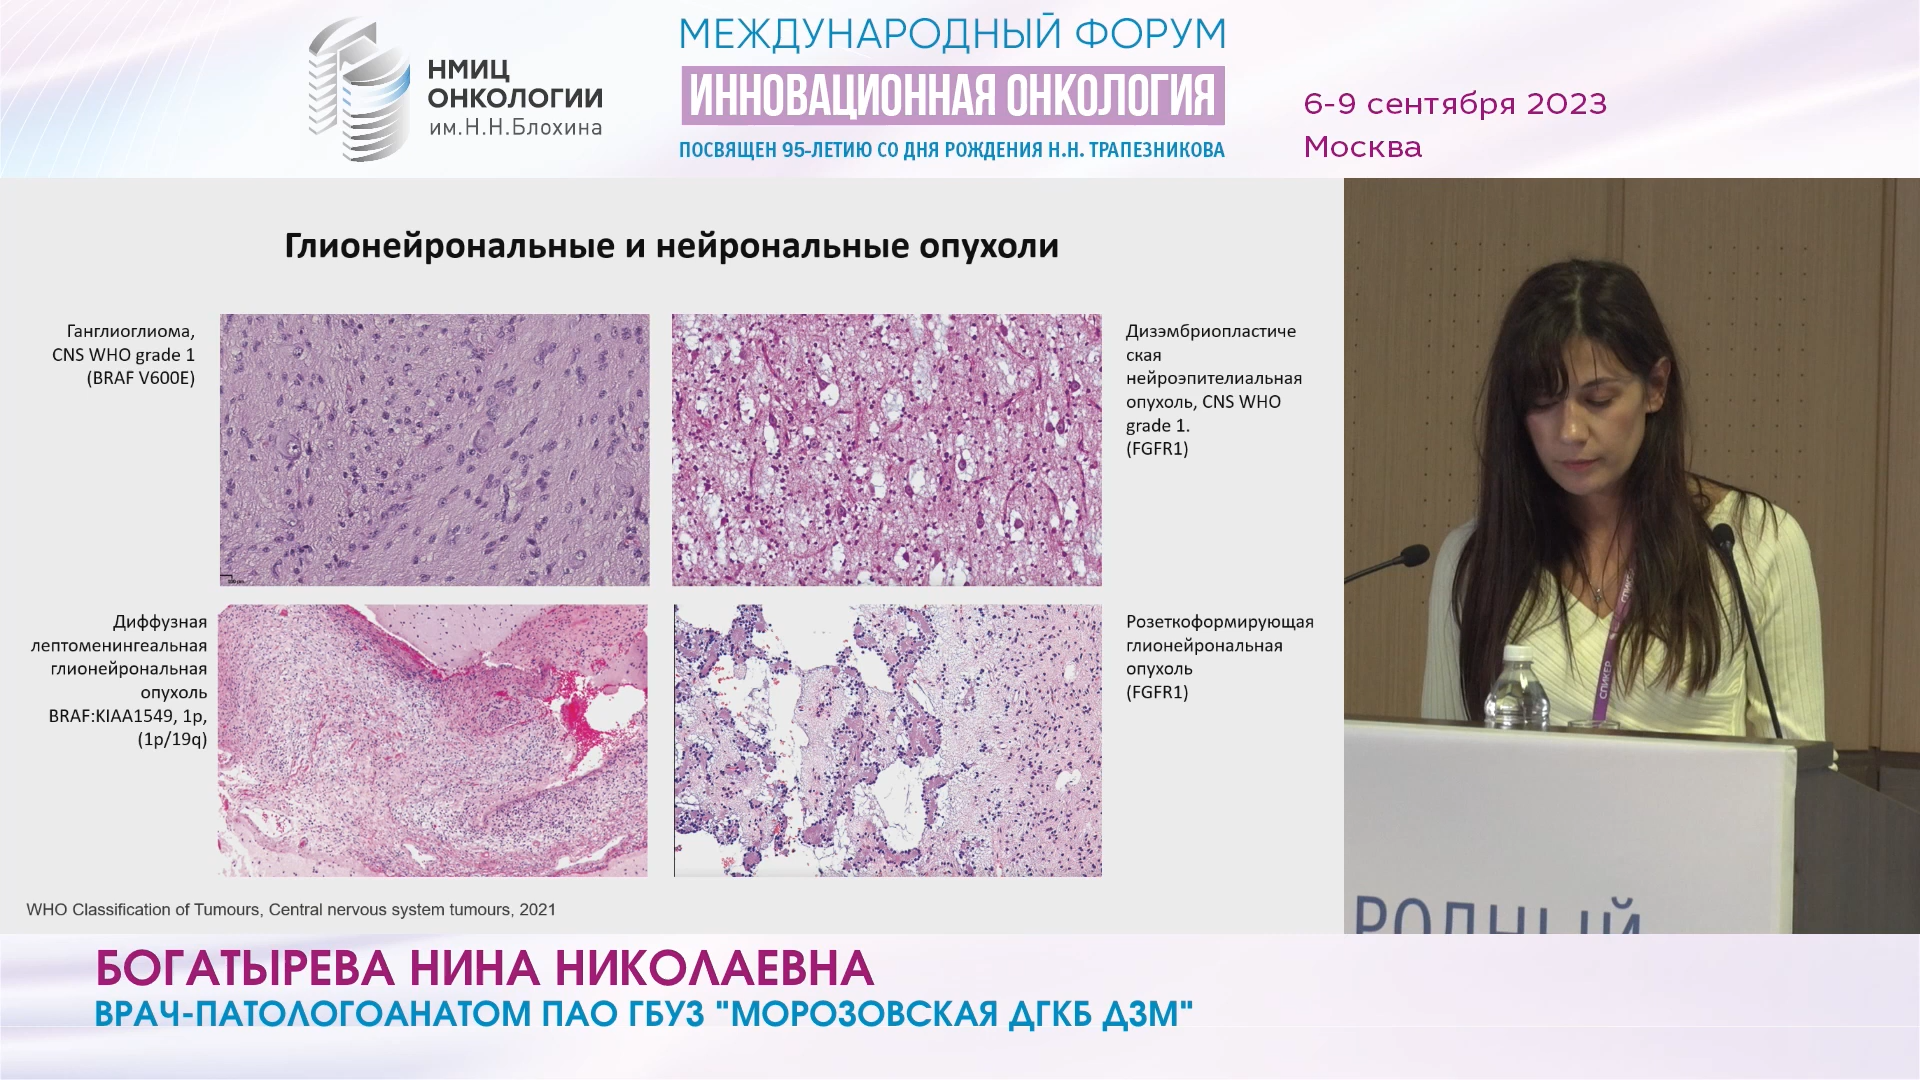 НМИЦ
ОНКОЛОГИИ
им.Н.Н.Блохина
МЕЖДУНАРОДНЫЙ ФОРУМ
ИННОВАЦИОННАЯ ОНКОЛОГИЯ
ПОСВЯЩЕН 95-ЛЕТИЮ СО ДНЯ РОЖДЕНИЯ Н.Н. ТРАПЕЗНИКОВА
6-9 сентября 2023
Москва
Глионейрональные и нейрональные опухоли
Ганглиоглиома,
CNS WHO grade 1
(BRAF V600E)
Дизэмбриопластиче
ская
нейроэпителиальная
опухоль, CNS WHO
grade 1.
(FGFR1)
Диффузная
лептоменингеальная
глионейрональная
опухоль
BRAF:KIAA1549, 1p,
(1p/19q)
Розеткоформирующая
глионейрональная
опухоль
(FGFR1)
WHO Classification of Tumours, Central nervous system tumours, 2021
СПИКЕР
СПИКЕР
РОДНЫЙ
БОГАТЫРЕВА НИНА НИКОЛАЕВНА
ВРАЧ-ПАТОЛОГОАНАТОМ ПАО ГБУЗ "МОРОЗОВСКАЯ ДГКБ ДЗМ"